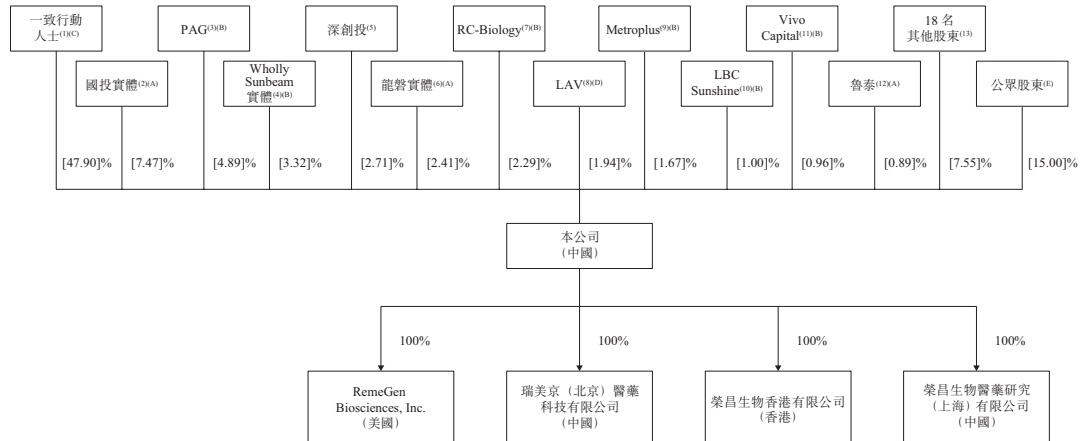 一致行動
人士(1)(C)
PAG(3)(B)
深創投(5)
RC-Biology(7)(B)
Metroplus(9)(B)
Vivo
Capital(11)(B)
18 名
其他股東(13)
國投實體(2)(A)
Wholly
Sunbeam
實體(4)(B)
龍磐實體(6)(A)
LAV(8)(D)
LBC
Sunshine(10)(B)
魯泰(12)(A)
公眾股東(E)
[47.90]%
[7.47]%
[4.89]%
[3.32]%
[2.71]%
[2.41]%
[2.29]%
[1.94]%
[1.67]%
[1.00]%
[0.96]%
[0.89]%
[7.55]%
[15.00]%
本公司
（中國）
100%
100%
100%
100%
RemeGen
Biosciences, Inc.
（美國）
瑞美京（北京）醫藥
科技有限公司
（中國）
榮昌生物香港有限公司
（香港）
榮昌生物醫藥研究
（上海）有限公司
（中國）